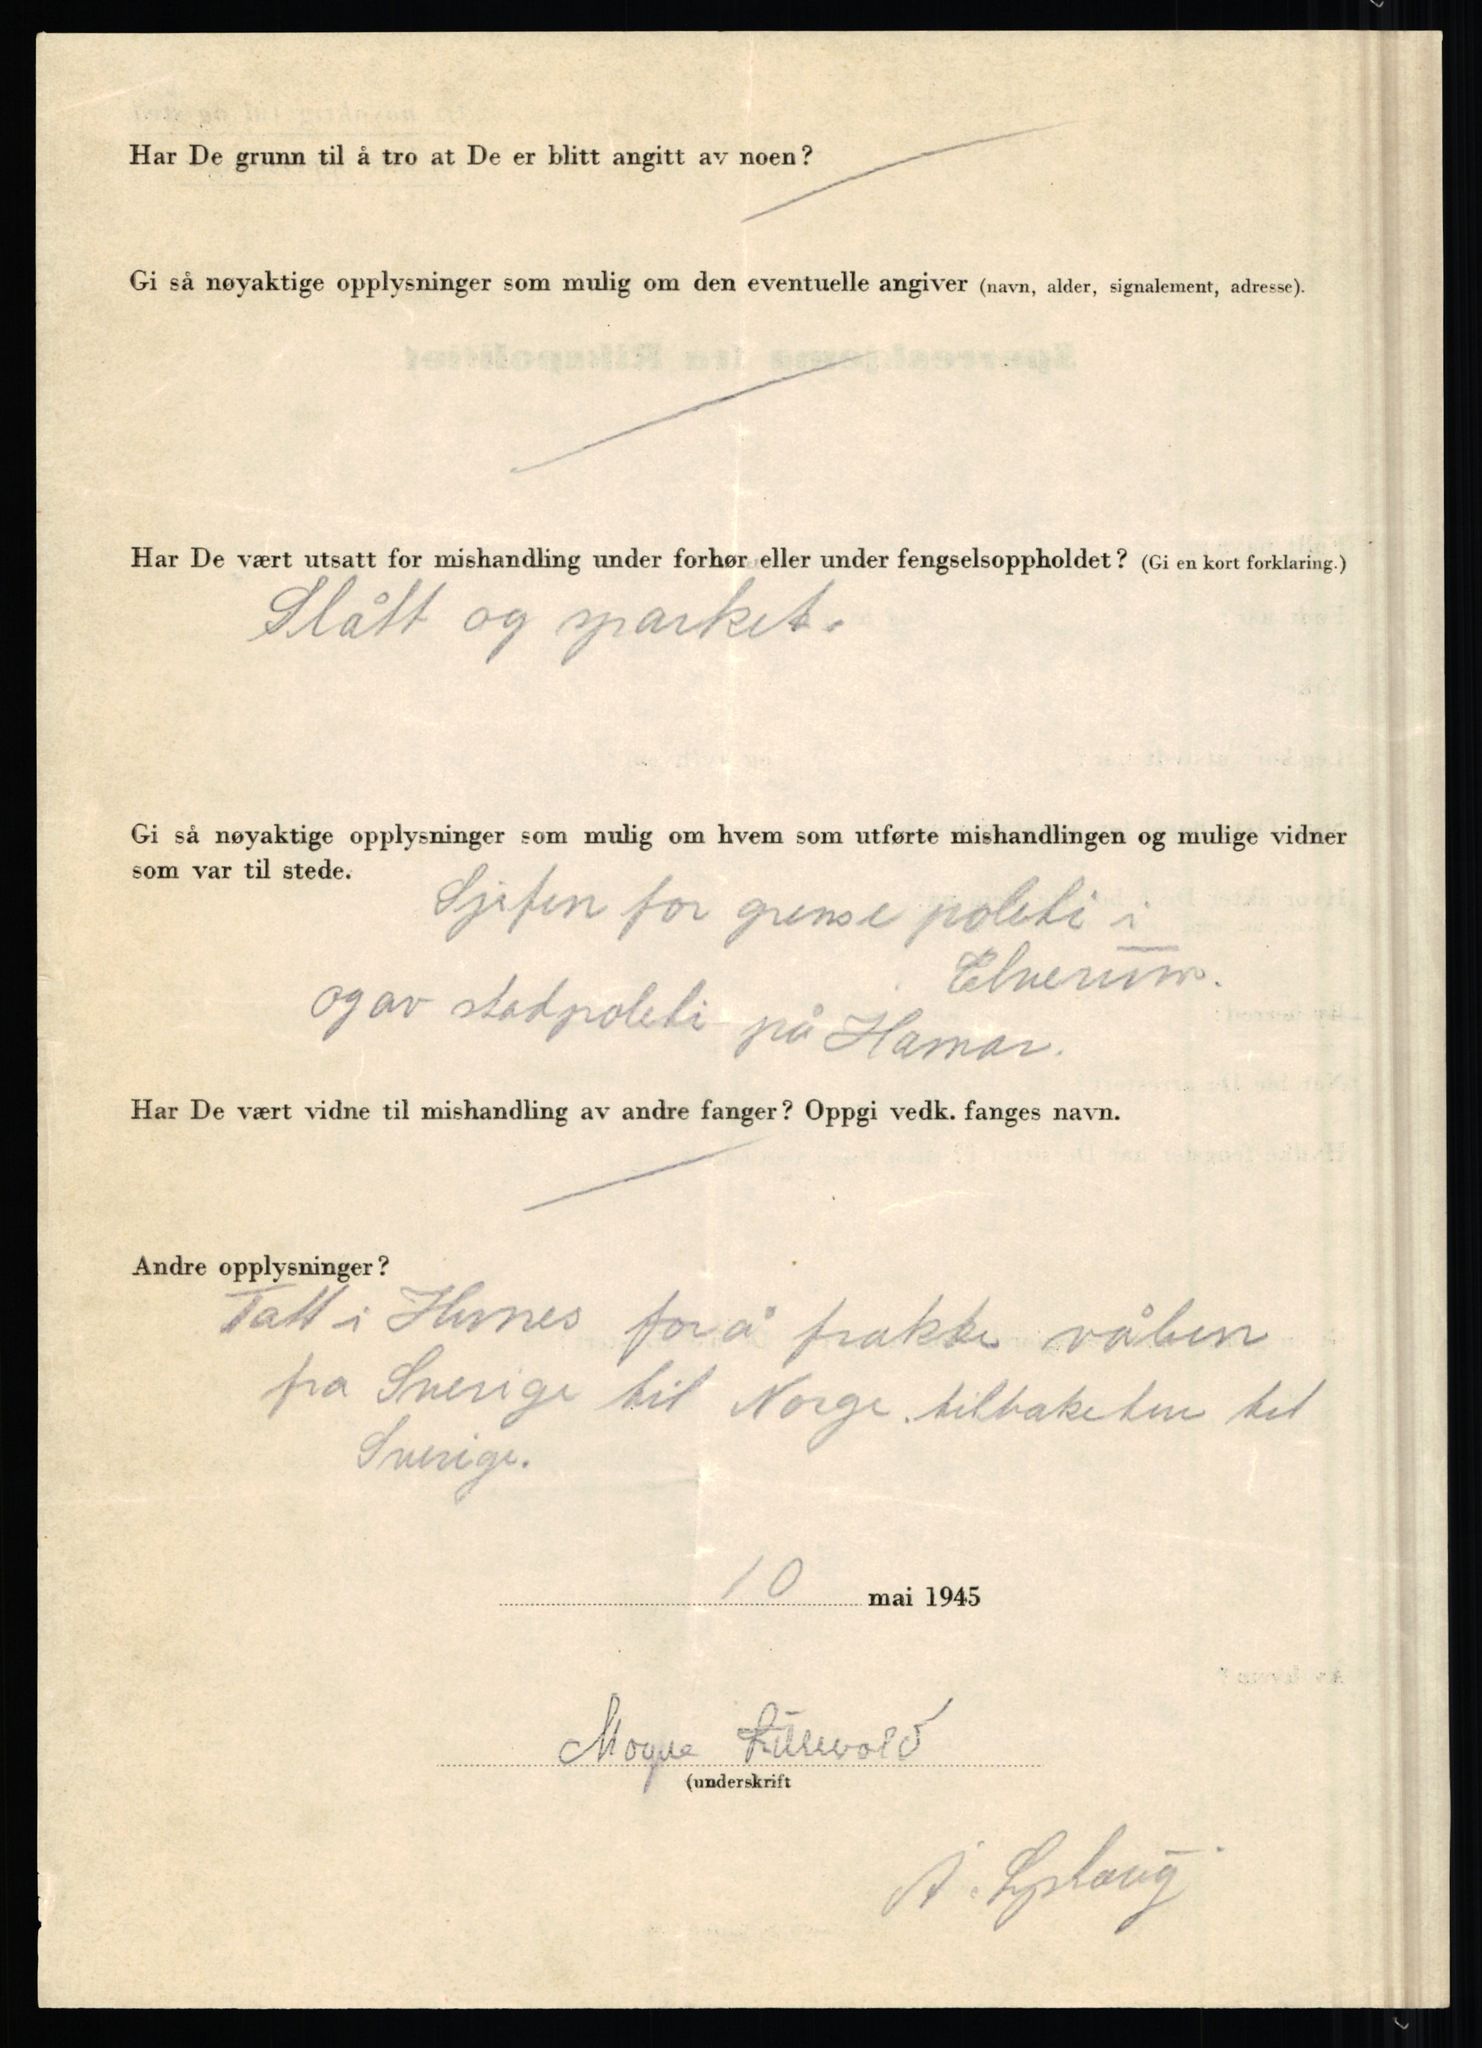 Har De grunn til å tro at De er blitt angitt av noen?
Gi så nøyaktige opplysninger som mulig om den eventuelle angiver (navn, alder, signalement, adresse).
Har De vært utsatt for mishandling under forhør eller under fengselsoppholdet? (Gi en kort forklaring.)
Slått og sparket.
Gi så nøyaktige opplysninger som mulig om hvem som utførte mishandlingen og mulige vidner
som var til stede.
Sjefen for grense poleti i
Elverum.
og av statpoleti på Hamar.
Har De vært vidne til mishandling av andre fanger? Oppgi vedk. fanges navn.
Andre opplysninger?
Tatt i Hernes for å frakte våben
fra Sverige til Norge. tilbaketur til
Sverige.
10 mai 1945
Mogne
(underskrift